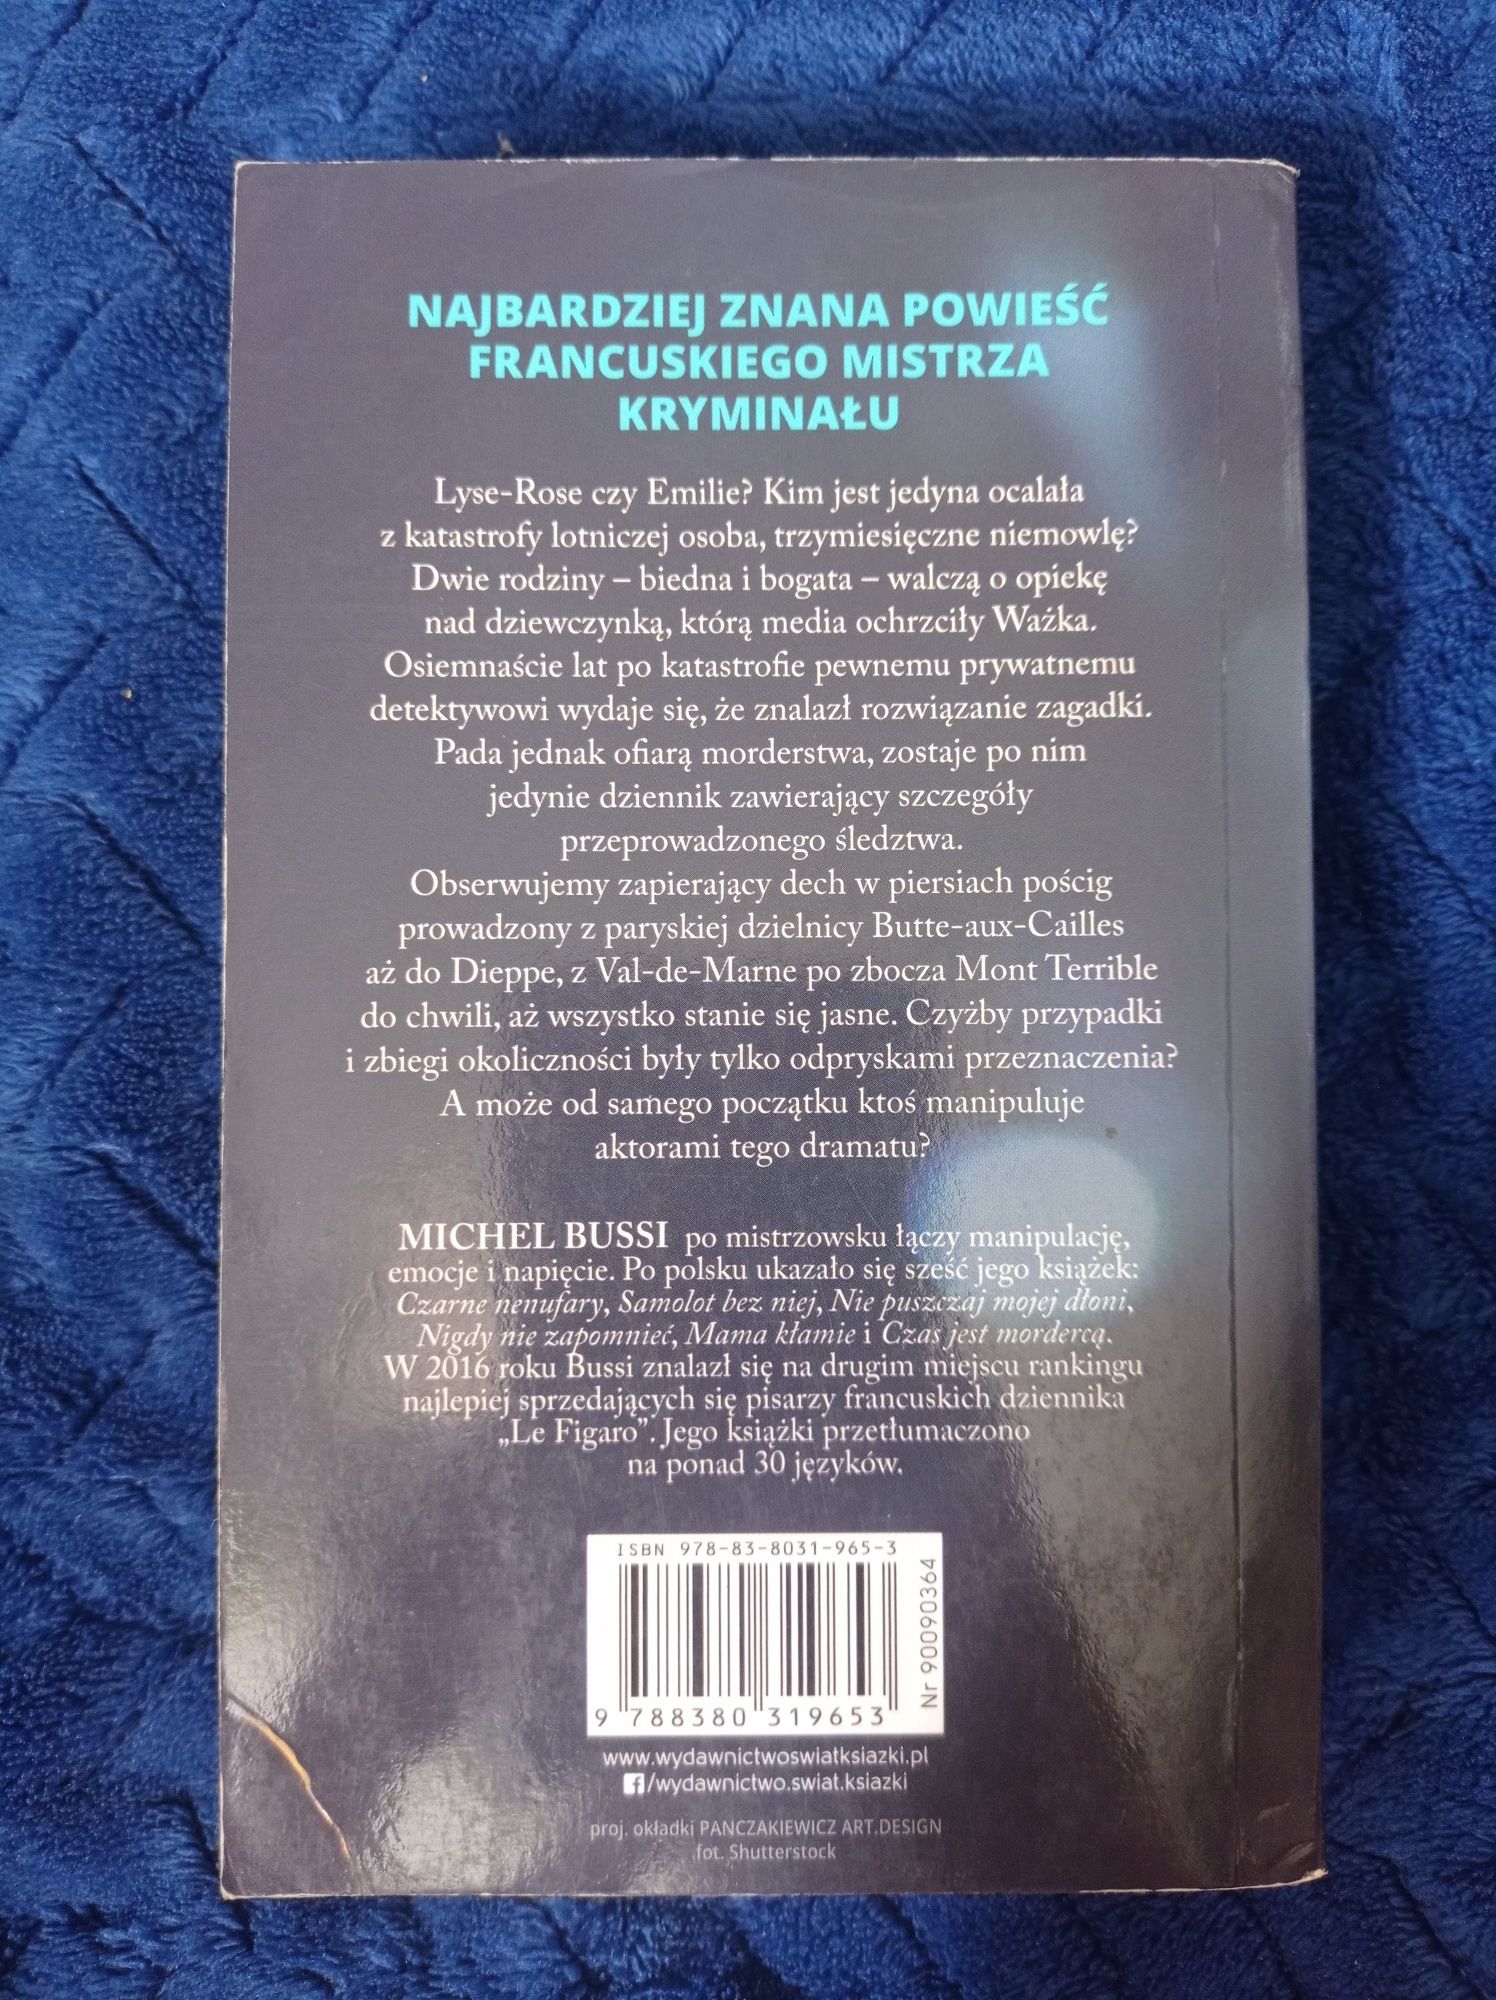 NAJBARDZIEJ ZNANA POWIEŚĆ
FRANCUSKIEGO MISTRZA
KRYMINAŁU
Lyse-Rose czy Emilie? Kim jest jedyna ocalała
z katastrofy lotniczej osoba, trzymiesięczne niemowlę?
Dwie rodziny – biedna i bogata – walczą o opiekę
nad dziewczynką, którą media ochrzciły Ważka.
Osiemnaście lat po katastrofie pewnemu prywatnemu
detektywowi wydaje się, że znalazł rozwiązanie zagadki.
Pada jednak ofiarą morderstwa, zostaje po nim
jedynie dziennik zawierający szczegóły
przeprowadzonego śledztwa.
Obserwujemy zapierający dech w piersiach pościg
prowadzony z paryskiej dzielnicy Butte-aux-Cailles
aż do Dieppe, z Val-de-Marne po zbocza Mont Terrible
do chwili, aż wszystko stanie się jasne. Czyżby przypadki
i zbiegi okoliczności były tylko odpryskami przeznaczenia?
A może od samego początku ktoś manipuluje
aktorami tego dramatu?
MICHEL BUSSI po mistrzowsku łączy manipulację,
emocje i napięcie. Po polsku ukazało się sześć jego książek:
Czarne nenufary, Samolot bez niej, Nie puszczaj mojej dłoni,
Nigdy nie zapomnieć, Mama kłamie i Czas jest mordercą.
W 2016 roku Bussi znalazł się na drugim miejscu rankingu
najlepiej sprzedających się pisarzy francuskich dziennika
„Le Figaro”. Jego książki przetłumaczono
na ponad 30 języków.
ISBN 978-83-8031-965-3
Nr 90090364
9 788380 319653
www.wydawnictwoswiatksiazki.pl
f/wydawnictwo.swiat.ksiazki
proj. okładki PANCZAKIEWICZ ART.DESIGN
fot. Shutterstock